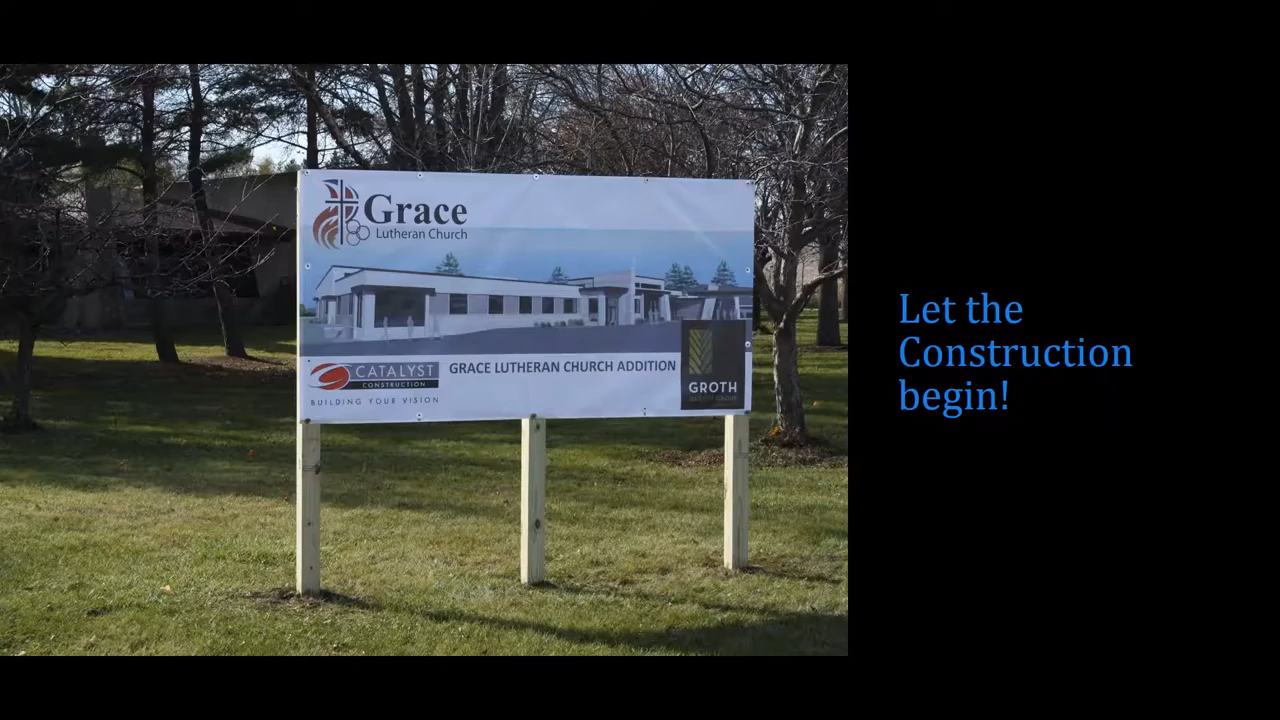 Grace
Lutheran Church
CATALYST
CONSTRUCTION
BUILDING YOUR VISION
GRACE LUTHERAN CHURCH ADDITION
GROTH
Let the
Construction
begin!